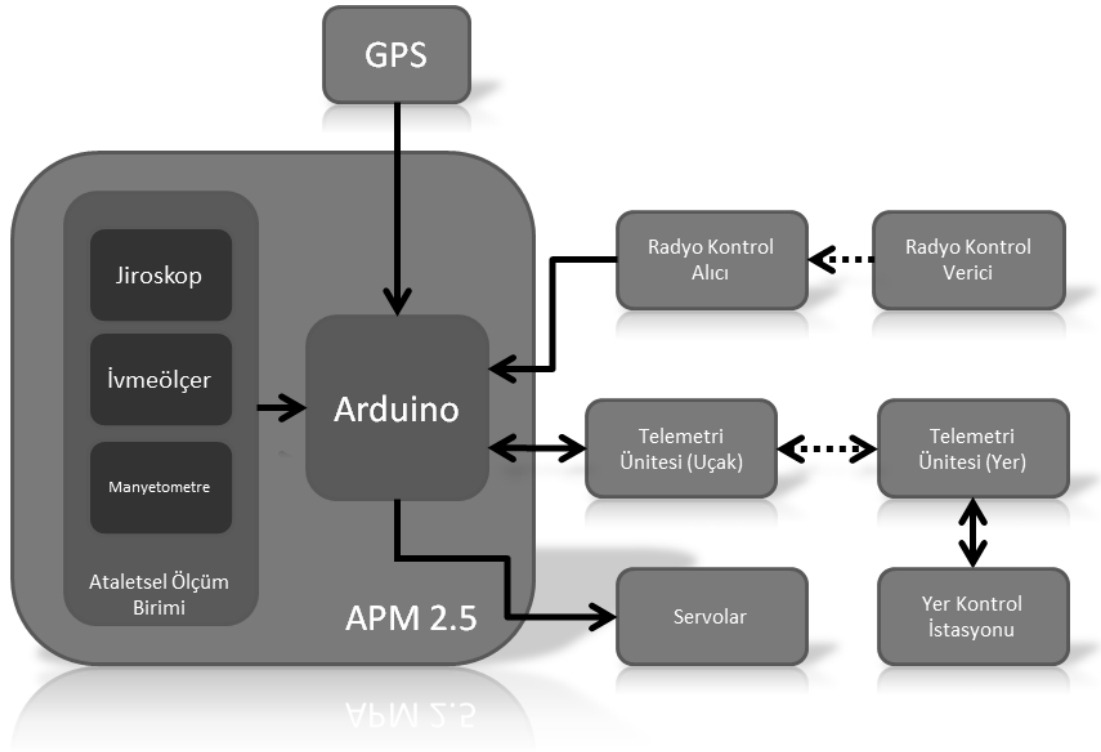 GPS
Jiroskop
İvmeölçer
Manyetometre
Ataletsel Ölçüm
Birimi
Arduino
APM 2.5
Radyo Kontrol
Alıcı
Radyo Kontrol
Verici
Telemetri
Ünitesi (Uçak)
Telemetri
Ünitesi (Yer)
Servolar
Yer Kontrol
İstasyonu